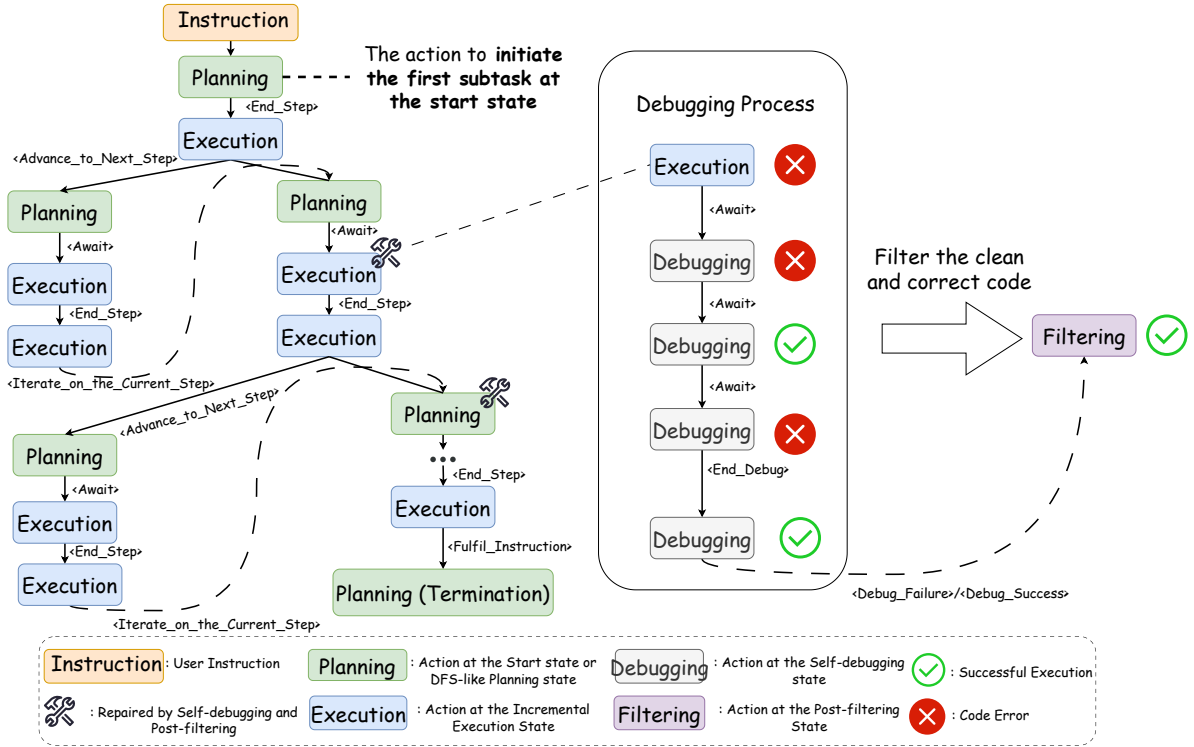 Instruction
Planning
The action to initiate
the first subtask at
the start state
<End_Step>
Execution
<Advance_to_Next_Step>
Planning
<Await>
Execution
<End_Step>
Execution
<Iterate_on_the_Current_Step>
Planning
<Await>
Execution
<End_Step>
Execution
<Advance_to_Next_Step>
Planning
<Await>
Execution
<End_Step>
Execution
<Iterate_on_the_Current_Step>
Planning
...
<End_Step>
Execution
<Fulfil_Instruction>
Planning (Termination)
Debugging Process
Execution
<Await>
Debugging
<Await>
Debugging
<Await>
Debugging
<End_Debug>
Debugging
<Debug_Failure>/<Debug_Success>
Filter the clean
and correct code
Filtering
Instruction : User Instruction
Planning : Action at the Start state or
DFS-like Planning state
Debugging : Action at the Self-debugging
state
: Successful Execution
: Repaired by Self-debugging and
Post-filtering
Execution : Action at the Incremental
Execution State
Filtering : Action at the Post-filtering
State
: Code Error